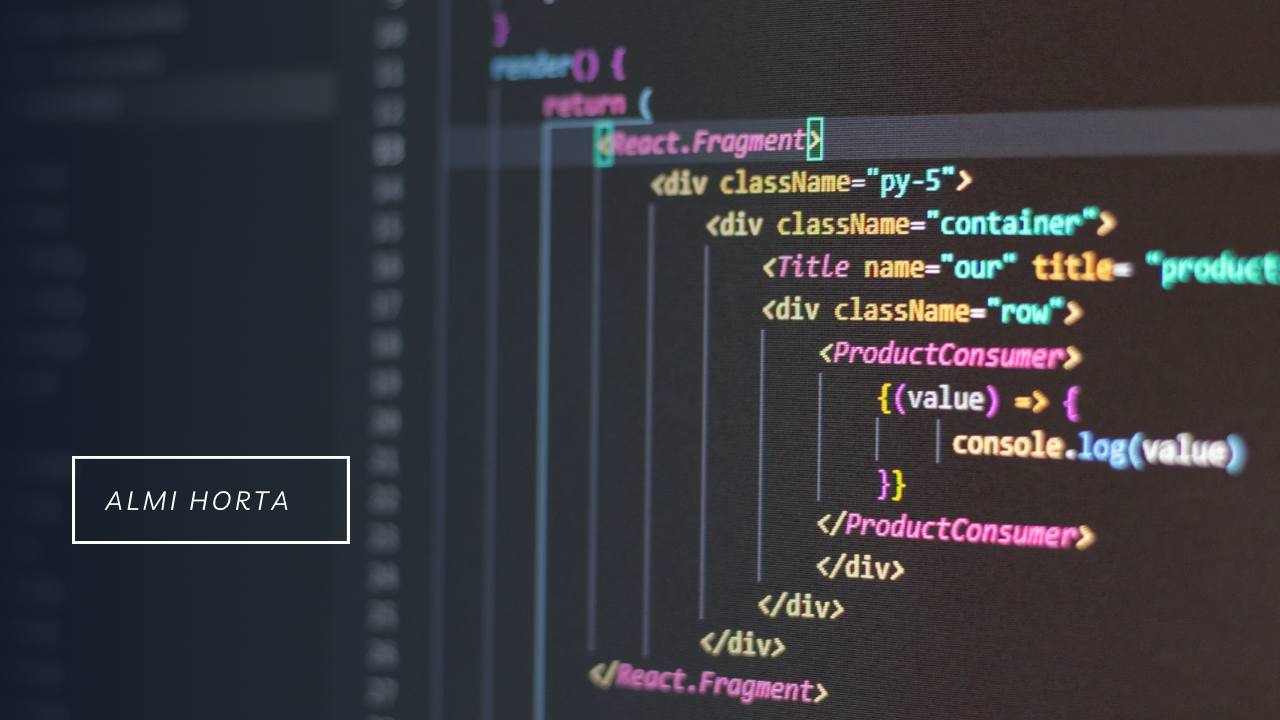 }
render() {
return (
<React.Fragment>
<div className="py-5">
<div className="container">
<Title name="our" title= "product
<div className="row">
<ProductConsumer>
{(value) => {
console.log(value)
}}
</ProductConsumer>
</div>
</div>
</div>
</React.Fragment>
ALMI HORTA